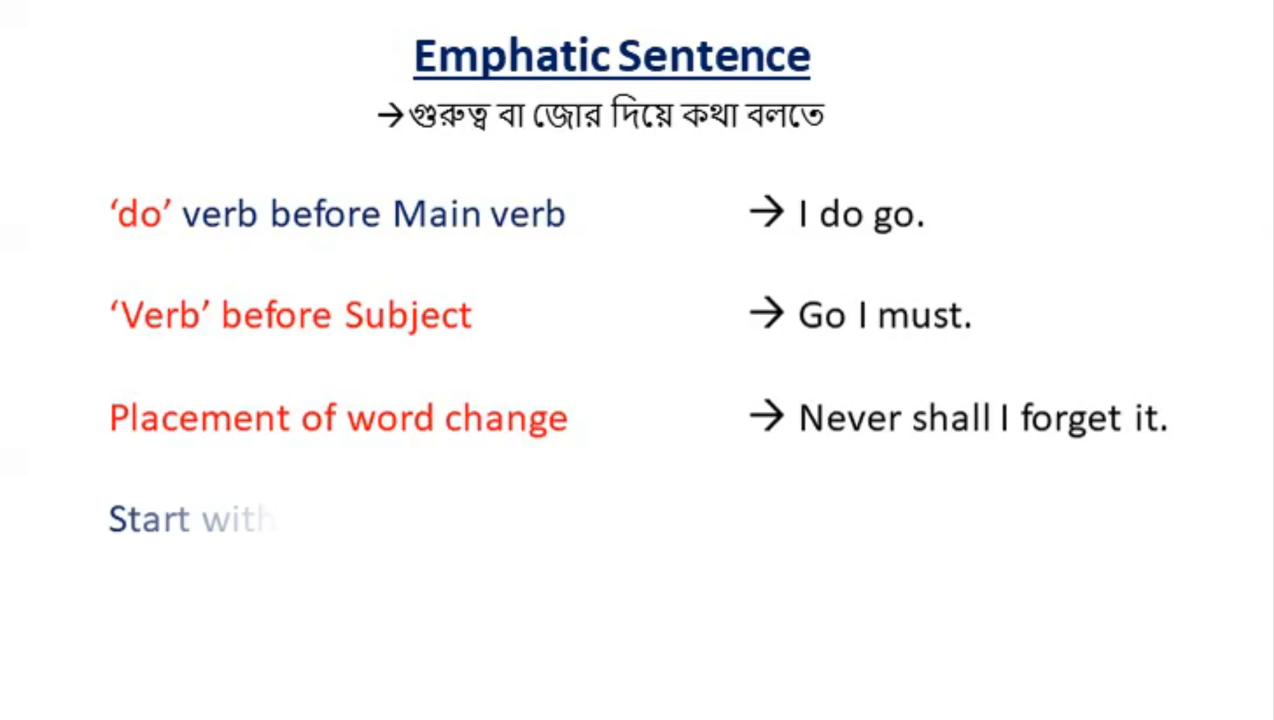 Emphatic Sentence
→গুরুত্ব বা জোর দিয়ে কথা বলতে
‘do’ verb before Main verb → I do go.
‘Verb’ before Subject → Go I must.
Placement of word change → Never shall I forget it.
Start with